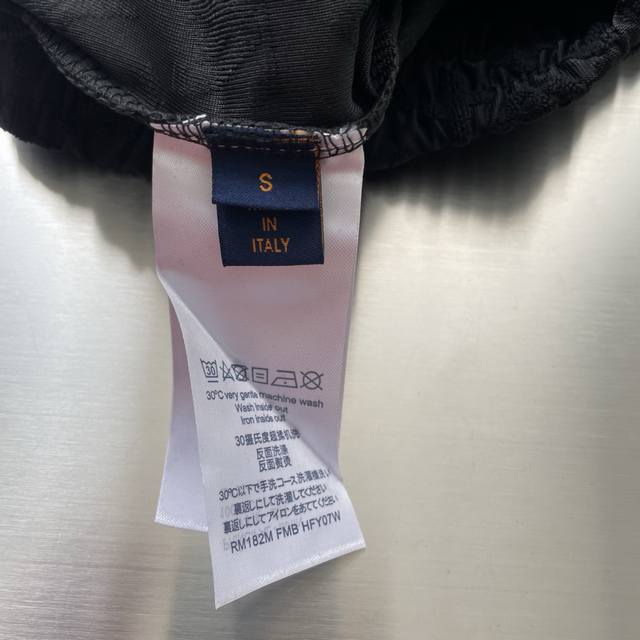 S
IN
ITALY
30
30°C very gentle machine wash
Wash inside out
Iron inside out
30攝氏度超柔机洗
反面洗滌
反面熨烫
30℃以下で手洗コース、洗濯機洗い
裏返しにして洗濯してください。
裏返しにしてアイロンをあてください。
RM182M FMB HFY07W